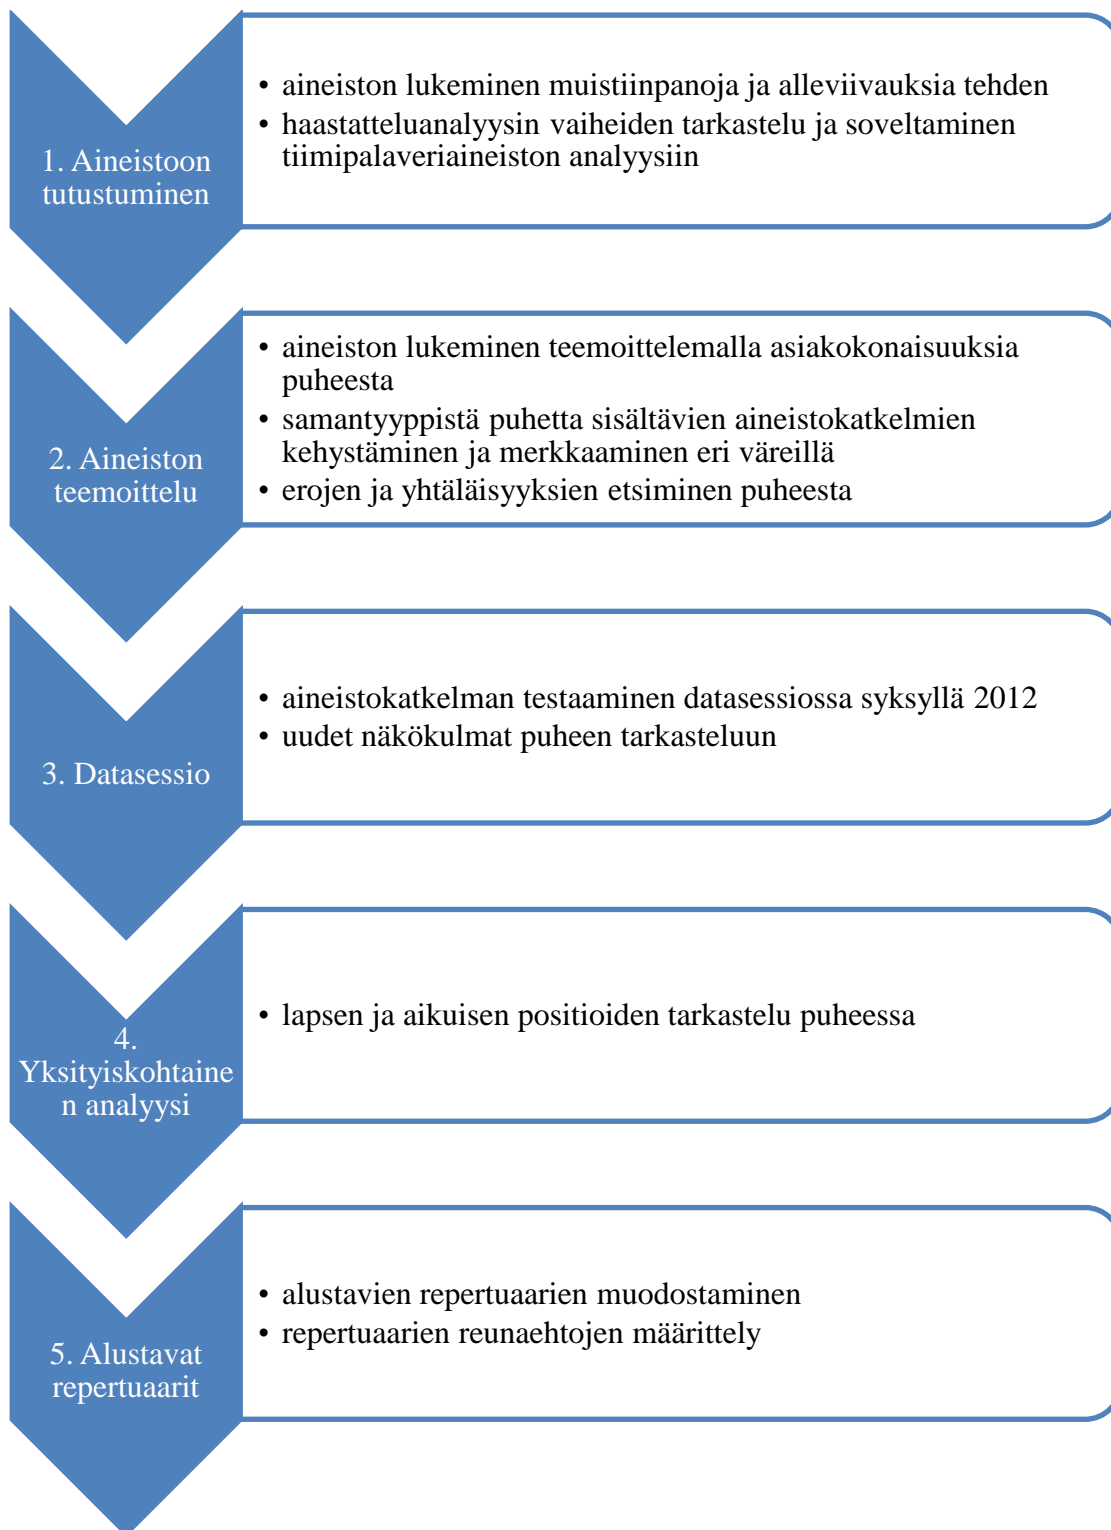 1. Aineistoon
tutustuminen
• aineiston lukeminen muistiinpanoja ja alleviivauksia tehden
• haastatteluanalyysin vaiheiden tarkastelu ja soveltaminen
tiimipalaveriaineiston analyysiin
2. Aineiston
teemoittelu
• aineiston lukeminen teemoittelemalla asiakokonaisuuksia
puheesta
• samantyyppistä puhetta sisältävien aineistokatkelmien
kehystäminen ja merkkaaminen eri väreillä
• erojen ja yhtäläisyyksien etsiminen puheesta
3. Datasessio
• aineistokatkelman testaaminen datasessiossa syksyllä 2012
• uudet näkökulmat puheen tarkasteluun
4.
Yksityiskohtaine
n analyysi
• lapsen ja aikuisen positioiden tarkastelu puheessa
5. Alustavat
repertuaarit
• alustavien repertuaarien muodostaminen
• repertuaarien reunaehtojen määrittely